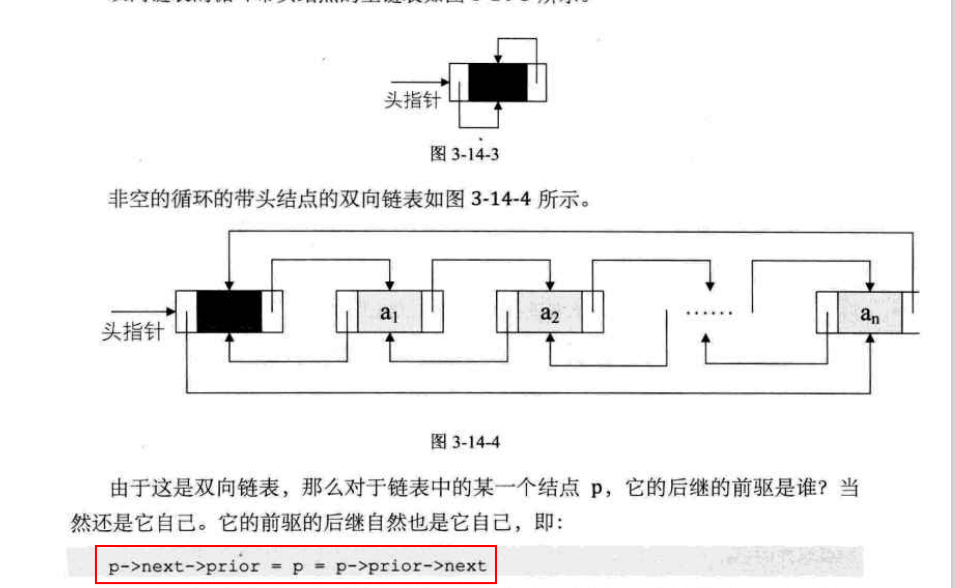 头指针
图 3-14-3
非空的循环的带头结点的双向链表如图 3-14-4 所示。
头指针
a1
a2
······
an
图 3-14-4
由于这是双向链表，那么对于链表中的某一个结点 p，它的后继的前驱是谁？当
然还是它自己。它的前驱的后继自然也是它自己，即：
p->next->prior = p = p->prior->next